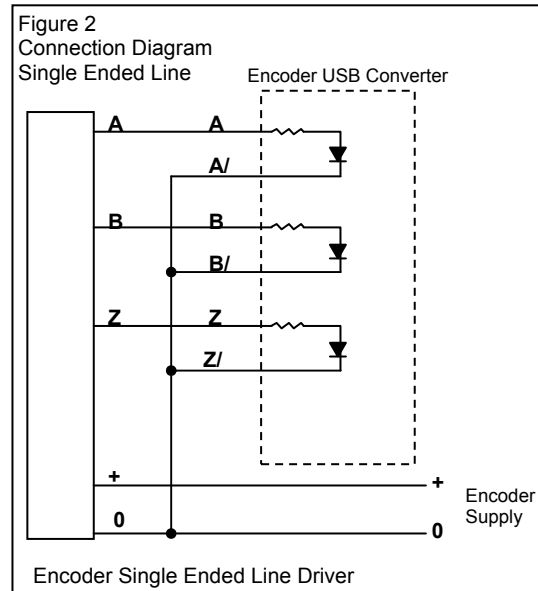 Figure 2
Connection Diagram
Single Ended Line
Encoder USB Converter
A A
A/
B B
B/
Z Z
Z/
+ +
Encoder
Supply
0 0
Encoder Single Ended Line Driver